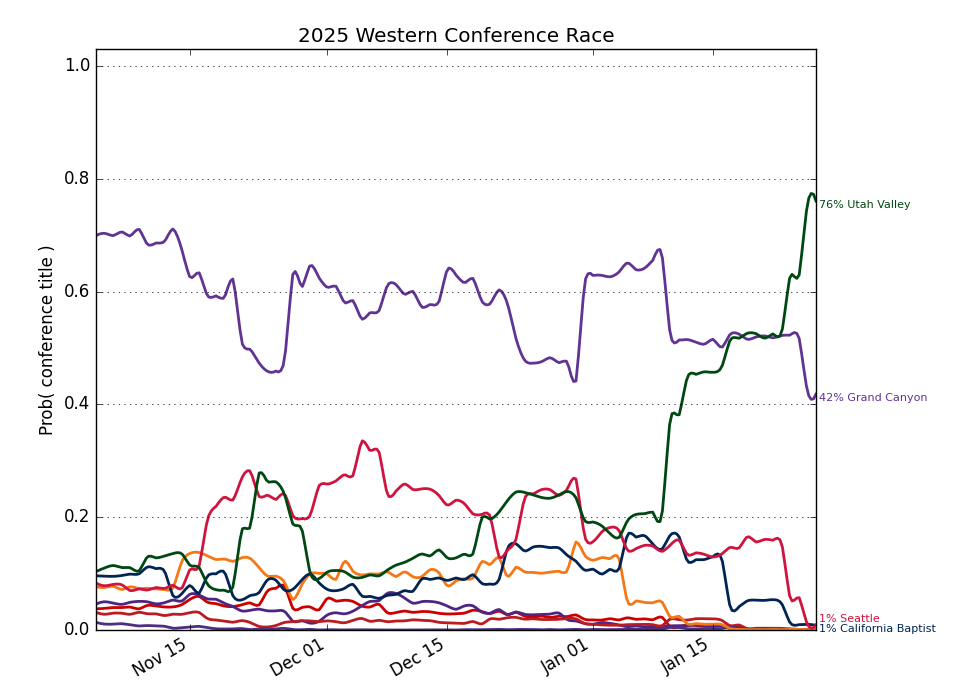 2025 Western Conference Race
1.0
0.8
0.6
0.4
0.2
0.0
Prob( conference title )
Nov 15
Dec 01
Dec 15
Jan 01
Jan 15
76% Utah Valley
42% Grand Canyon
1% Seattle
1% California Baptist